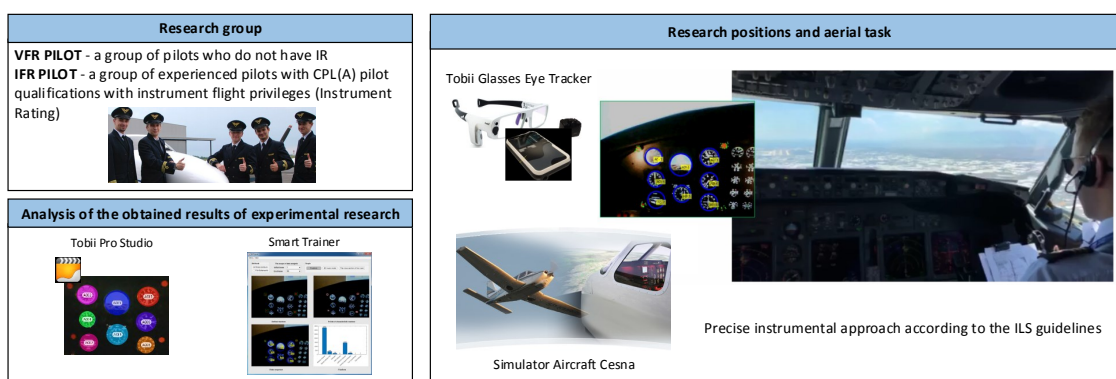 Research group
VFR PILOT - a group of pilots who do not have IR
IFR PILOT - a group of experienced pilots with CPL(A) pilot
qualifications with instrument flight privileges (Instrument
Rating)
Analysis of the obtained results of experimental research
Tobii Pro Studio
Smart Trainer
Research positions and aerial task
Tobii Glasses Eye Tracker
Simulator Aircraft Cesna
Precise instrumental approach according to the ILS guidelines